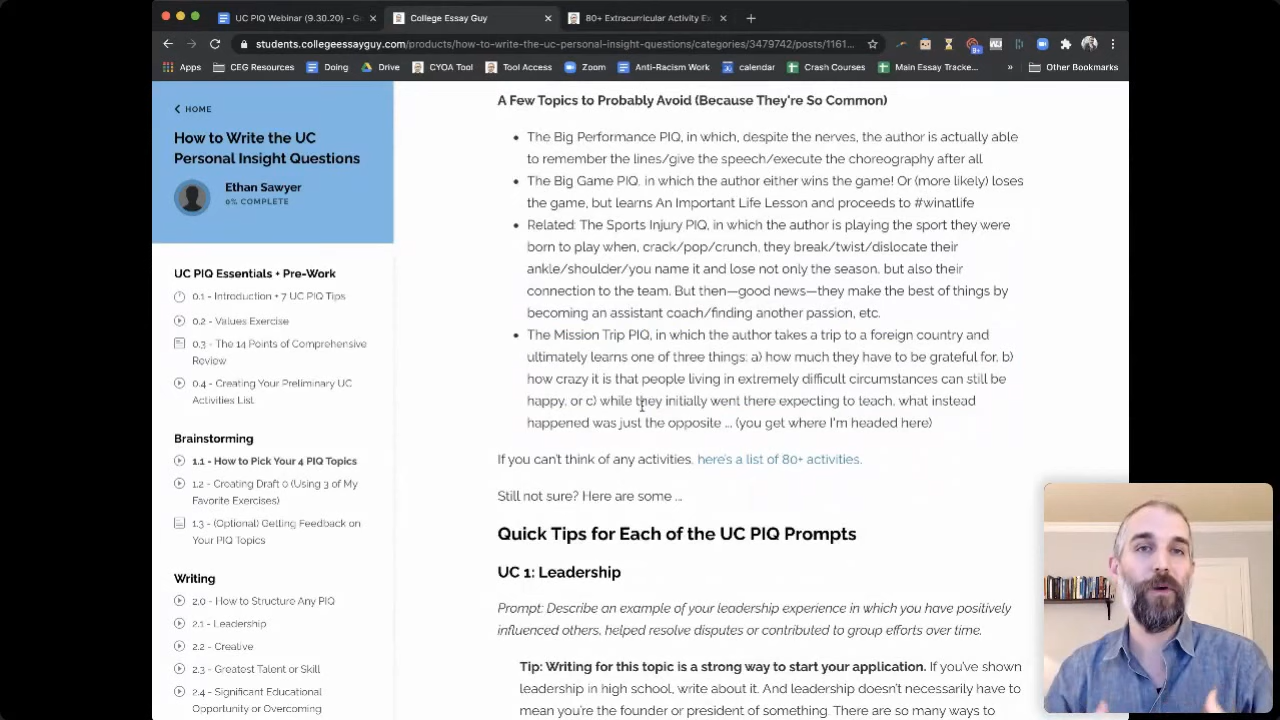 UC PIQ Webinar (9.30.20) - G
College Essay Guy
80+ Extracurricular Activity Ex
students.collegeessayguy.com/products/how-to-write-the-uc-personal-insight-questions/categories/3479742/posts/1161...
Apps
CEG Resources
Doing
Drive
CYOA Tool
Tool Access
Zoom
Anti-Racism Work
calendar
Crash Courses
Main Essay Tracke...
»
Other Bookmarks
HOME
How to Write the UC
Personal Insight Questions
Ethan Sawyer
0% COMPLETE
UC PIQ Essentials + Pre-Work
0.1 - Introduction + 7 UC PIQ Tips
0.2 - Values Exercise
0.3 - The 14 Points of Comprehensive
Review
0.4 - Creating Your Preliminary UC
Activities List
Brainstorming
1.1 - How to Pick Your 4 PIQ Topics
1.2 - Creating Draft 0 (Using 3 of My
Favorite Exercises)
1.3 - (Optional) Getting Feedback on
Your PIQ Topics
Writing
2.0 - How to Structure Any PIQ
2.1 - Leadership
2.2 - Creative
2.3 - Greatest Talent or Skill
2.4 - Significant Educational
Opportunity or Overcoming
A Few Topics to Probably Avoid (Because They're So Common)
• The Big Performance PIQ, in which, despite the nerves, the author is actually able
to remember the lines/give the speech/execute the choreography after all
• The Big Game PIQ, in which the author either wins the game! Or (more likely) loses
the game, but learns An Important Life Lesson and proceeds to #winatlife
• Related: The Sports Injury PIQ, in which the author is playing the sport they were
born to play when, crack/pop/crunch, they break/twist/dislocate their
ankle/shoulder/you name it and lose not only the season, but also their
connection to the team. But then—good news—they make the best of things by
becoming an assistant coach/finding another passion, etc.
• The Mission Trip PIQ, in which the author takes a trip to a foreign country and
ultimately learns one of three things: a) how much they have to be grateful for, b)
how crazy it is that people living in extremely difficult circumstances can still be
happy, or c) while they initially went there expecting to teach, what instead
happened was just the opposite ... (you get where I'm headed here)
If you can't think of any activities, here's a list of 80+ activities.
Still not sure? Here are some ...
Quick Tips for Each of the UC PIQ Prompts
UC 1: Leadership
Prompt: Describe an example of your leadership experience in which you have positively
influenced others, helped resolve disputes or contributed to group efforts over time.
Tip: Writing for this topic is a strong way to start your application. If you've shown
leadership in high school, write about it. And leadership doesn't necessarily have to
mean you're the founder or president of something. There are so many ways to